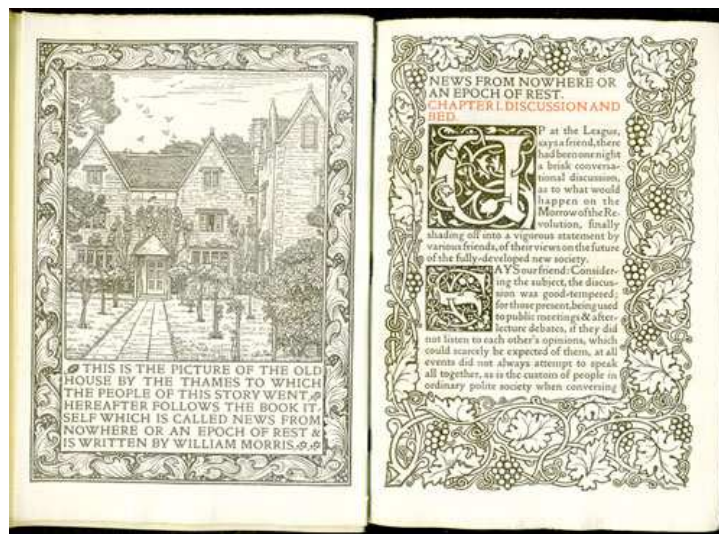 THIS IS THE PICTURE OF THE OLD
HOUSE BY THE THAMES TO WHICH
THE PEOPLE OF THIS STORY WENT
HEREAFTER FOLLOWS THE BOOK IT-
SELF WHICH IS CALLED NEWS FROM
NOWHERE OR AN EPOCH OF REST &
IS WRITTEN BY WILLIAM MORRIS.
NEWS FROM NOWHERE OR
AN EPOCH OF REST.
CHAPTER I. DISCUSSION AND
BED.
UP at the League,
says a friend, there
had been one night
a brisk conversa-
tional discussion,
as to what would
happen on the
Morrow of the Re-
volution, finally
shading off into a vigorous statement by
various friends, of their views on the future
of the fully-developed new society.
SAYS our friend: Consider-
ing the subject, the discus-
sion was good-tempered;
for those present, being used
to public meetings & after-
lecture debates, if they did
not listen to each other's opinions, which
could scarcely be expected of them, at all
events did not always attempt to speak
all together, as is the custom of people in
ordinary polite society when conversing